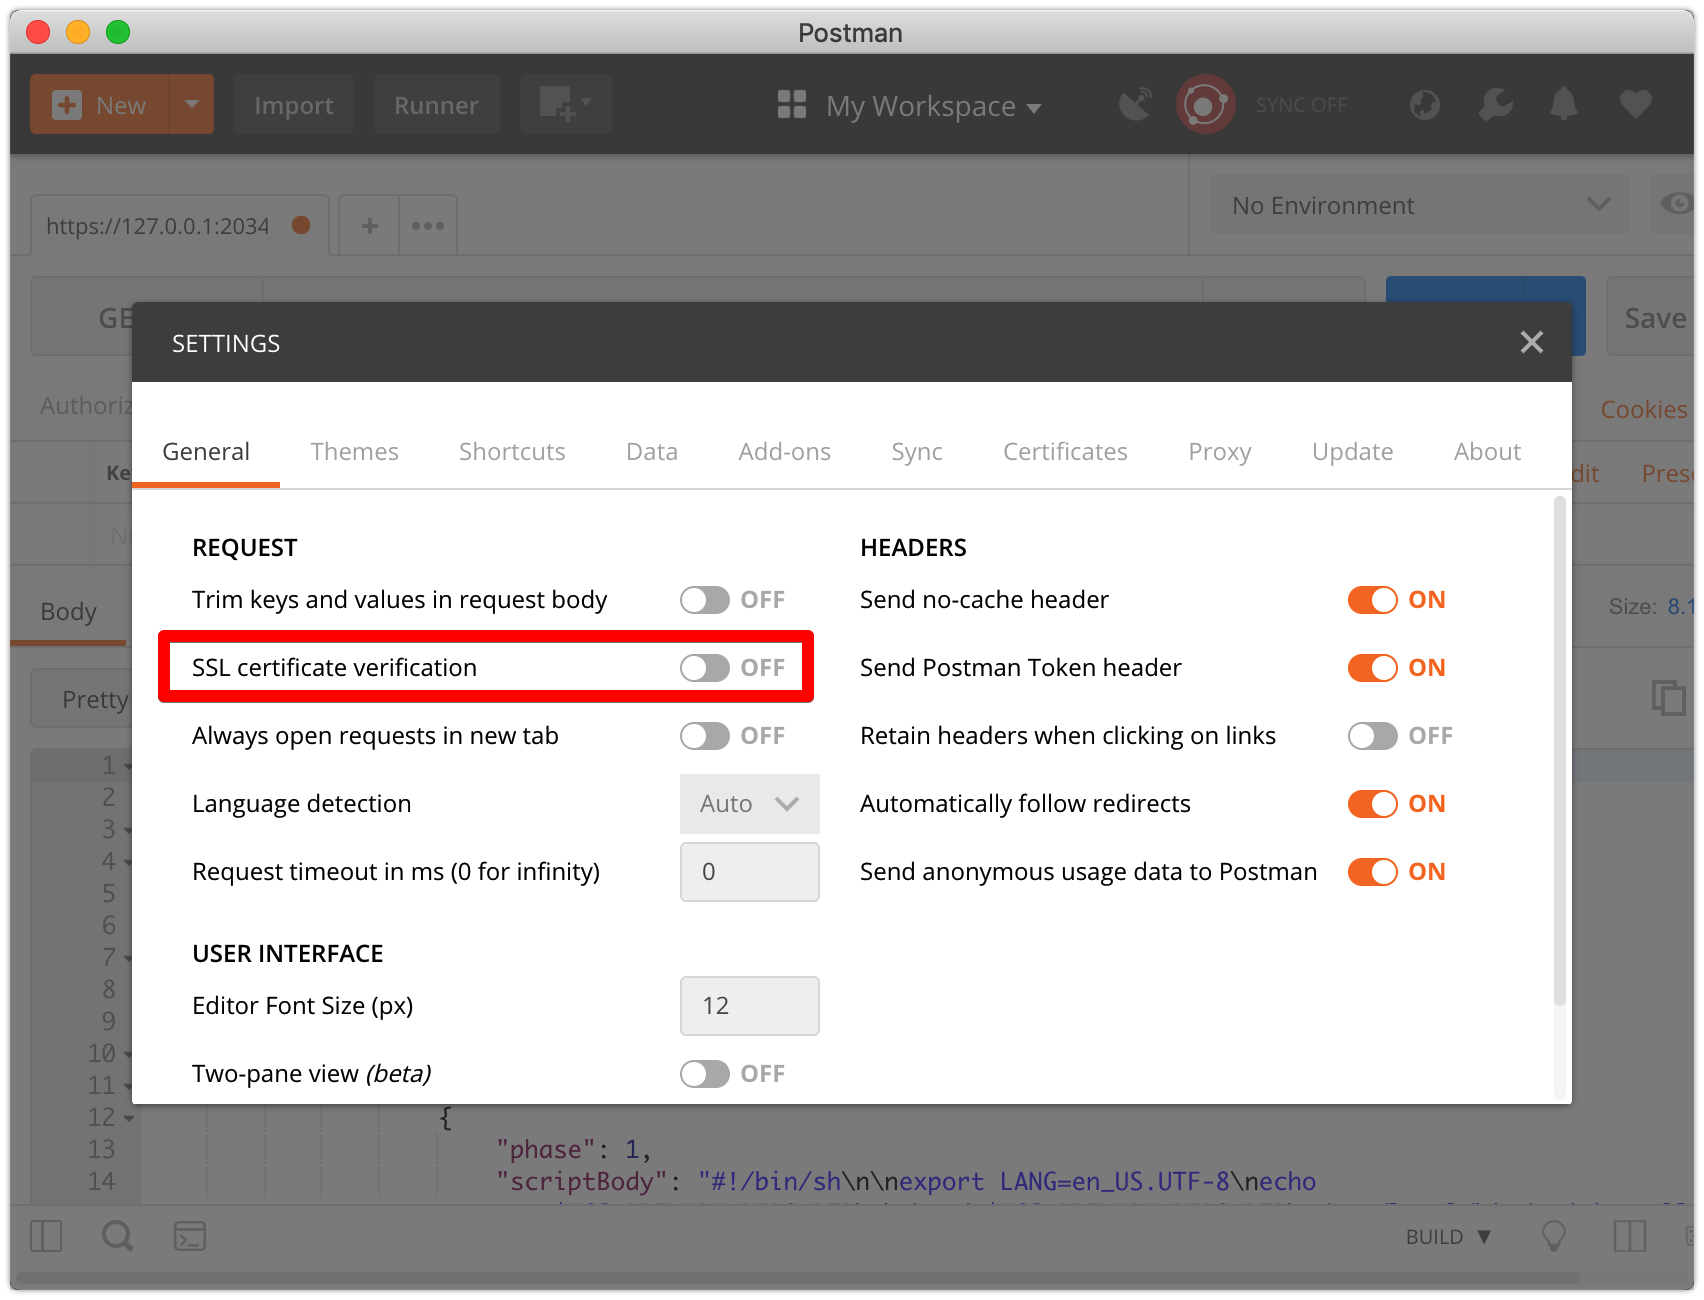 Postman
New
Import
Runner
My Workspace
SYNC OFF
https://127.0.0.1:2034
No Environment
Save
SETTINGS
Cookies
General Themes Shortcuts Data Add-ons Sync Certificates Proxy Update About
REQUEST
Trim keys and values in request body OFF
SSL certificate verification OFF
Always open requests in new tab OFF
Language detection Auto
Request timeout in ms (0 for infinity) 0
USER INTERFACE
Editor Font Size (px) 12
Two-pane view (beta) OFF
HEADERS
Send no-cache header ON
Send Postman Token header ON
Retain headers when clicking on links OFF
Automatically follow redirects ON
Send anonymous usage data to Postman ON
Body
Size: 8.1
Pretty
1
2
3
4
5
6
7
8
9
10
11
12 {
13 "phase": 1,
14 "scriptBody": "#!/bin/sh\n\nexport LANG=en_US.UTF-8\necho
BUILD